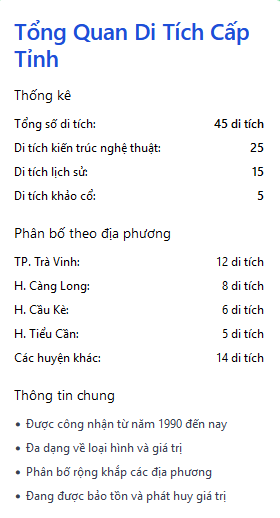 Tổng Quan Di Tích Cấp
Tỉnh
Thống kê
Tổng số di tích: 45 di tích
Di tích kiến trúc nghệ thuật: 25
Di tích lịch sử: 15
Di tích khảo cổ: 5
Phân bố theo địa phương
TP. Trà Vinh: 12 di tích
H. Càng Long: 8 di tích
H. Cầu Kè: 6 di tích
H. Tiểu Cần: 5 di tích
Các huyện khác: 14 di tích
Thông tin chung
• Được công nhận từ năm 1990 đến nay
• Đa dạng về loại hình và giá trị
• Phân bố rộng khắp các địa phương
• Đang được bảo tồn và phát huy giá trị